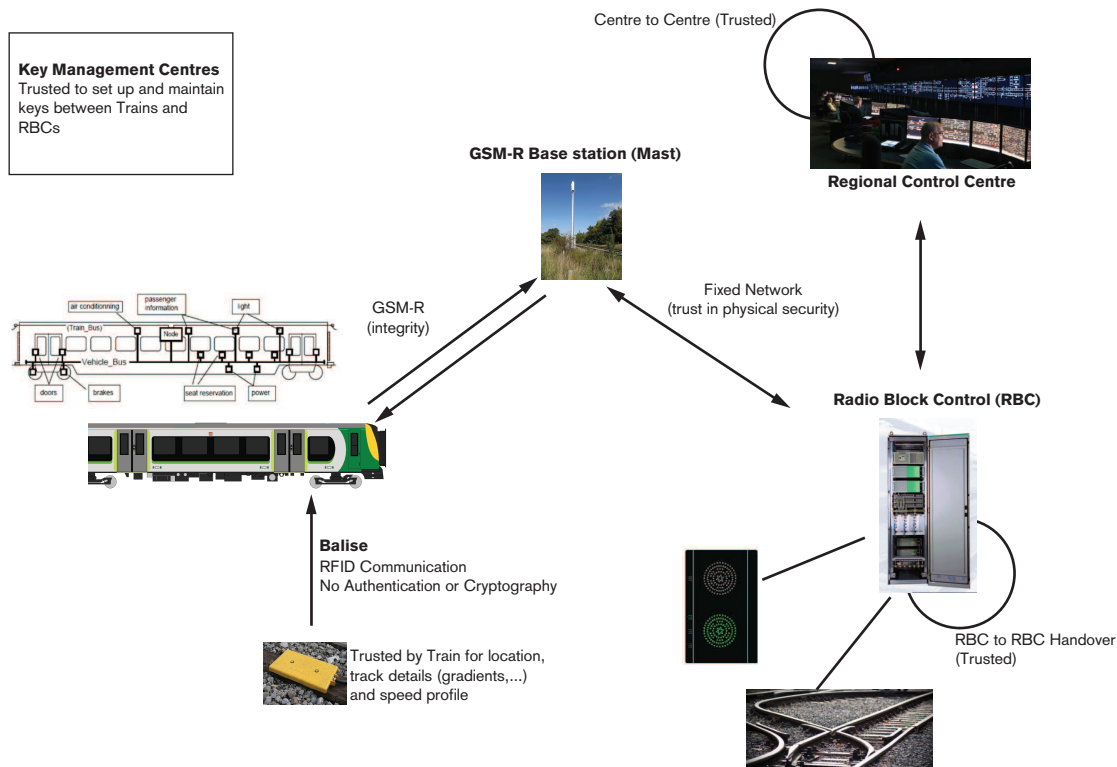 Centre to Centre (Trusted)
Key Management Centres
Trusted to set up and maintain
keys between Trains and
RBCs
GSM-R Base station (Mast)
Regional Control Centre
air conditionning
passenger
information
light
(Train_Bus)
Node
Vehicle_Bus
doors
brakes
seat reservation
power
GSM-R
(integrity)
Fixed Network
(trust in physical security)
Radio Block Control (RBC)
Balise
RFID Communication
No Authentication or Cryptography
Trusted by Train for location,
track details (gradients,...)
and speed profile
RBC to RBC Handover
(Trusted)